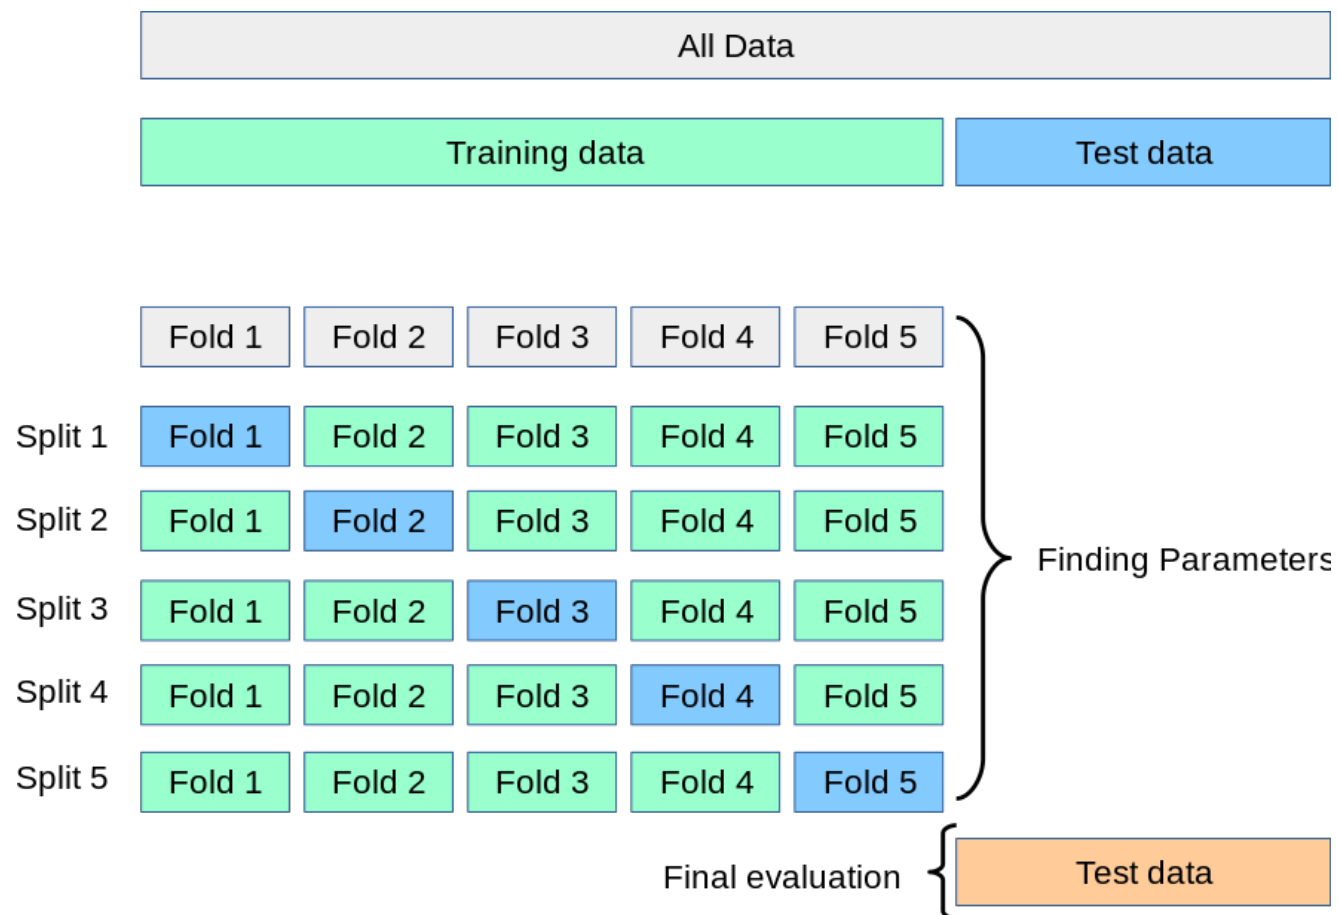 All Data
Training data Test data
Fold 1 Fold 2 Fold 3 Fold 4 Fold 5
Split 1 Fold 1 Fold 2 Fold 3 Fold 4 Fold 5
Split 2 Fold 1 Fold 2 Fold 3 Fold 4 Fold 5
Finding Parameters
Split 3 Fold 1 Fold 2 Fold 3 Fold 4 Fold 5
Split 4 Fold 1 Fold 2 Fold 3 Fold 4 Fold 5
Split 5 Fold 1 Fold 2 Fold 3 Fold 4 Fold 5
Final evaluation Test data